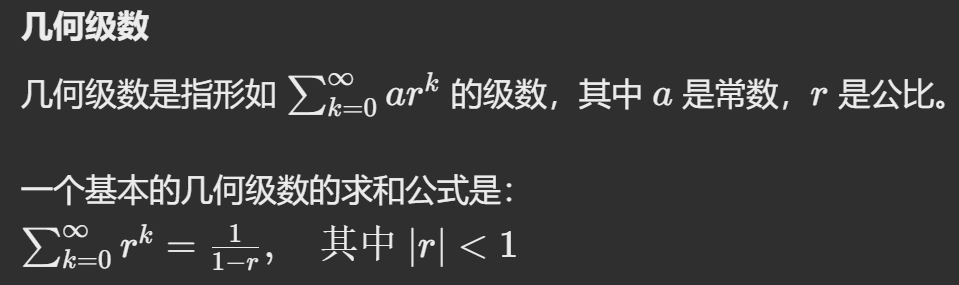 几何级数
几何级数是指形如 $\sum_{k=0}^{\infty} ar^k$ 的级数，其中 $a$ 是常数，$r$ 是公比。
一个基本的几何级数的求和公式是：
$\sum_{k=0}^{\infty} r^k = \frac{1}{1-r}, \quad 其中 |r| < 1$